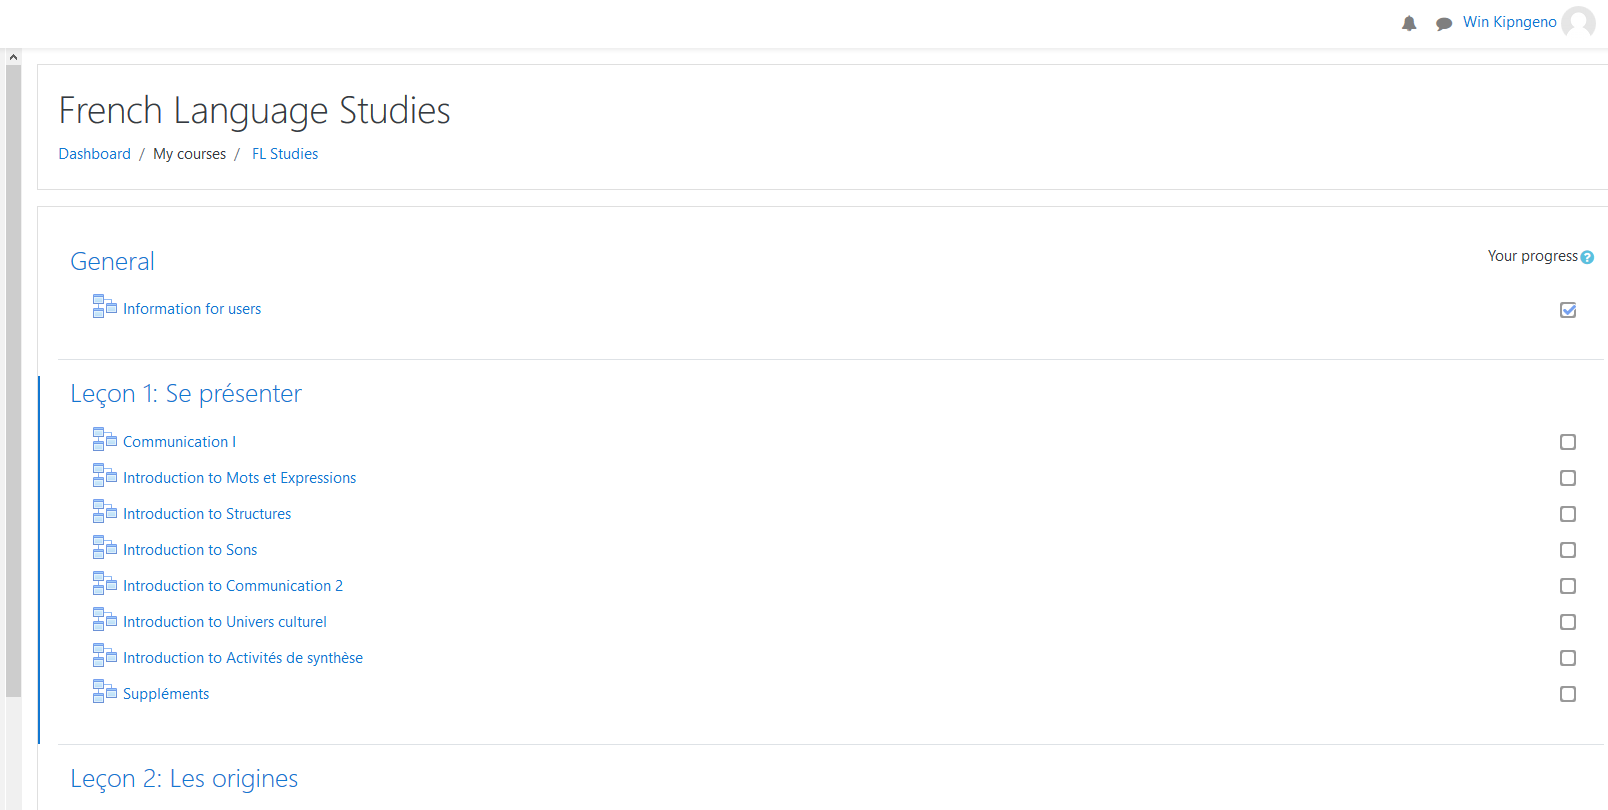 Win Kipngeno
French Language Studies
Dashboard / My courses / FL Studies
General
Your progress
Information for users
Leçon 1: Se présenter
Communication I
Introduction to Mots et Expressions
Introduction to Structures
Introduction to Sons
Introduction to Communication 2
Introduction to Univers culturel
Introduction to Activités de synthèse
Suppléments
Leçon 2: Les origines